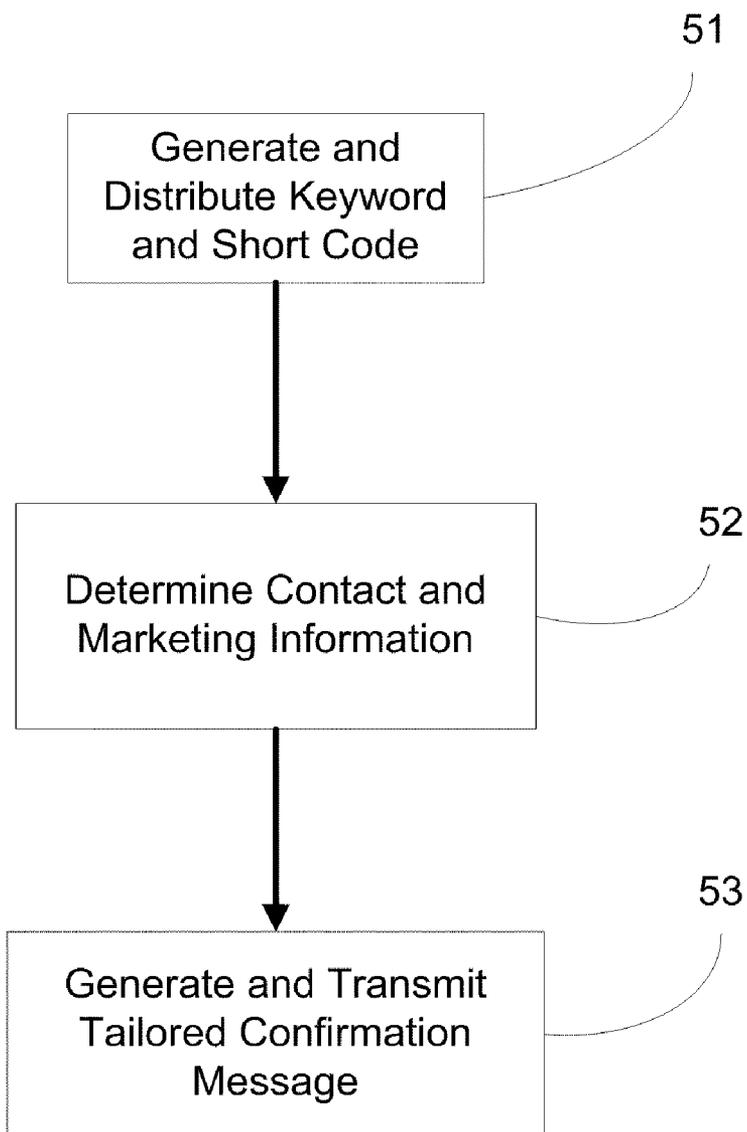 51
Generate and
Distribute Keyword
and Short Code
52
Determine Contact and
Marketing Information
53
Generate and Transmit
Tailored Confirmation
Message